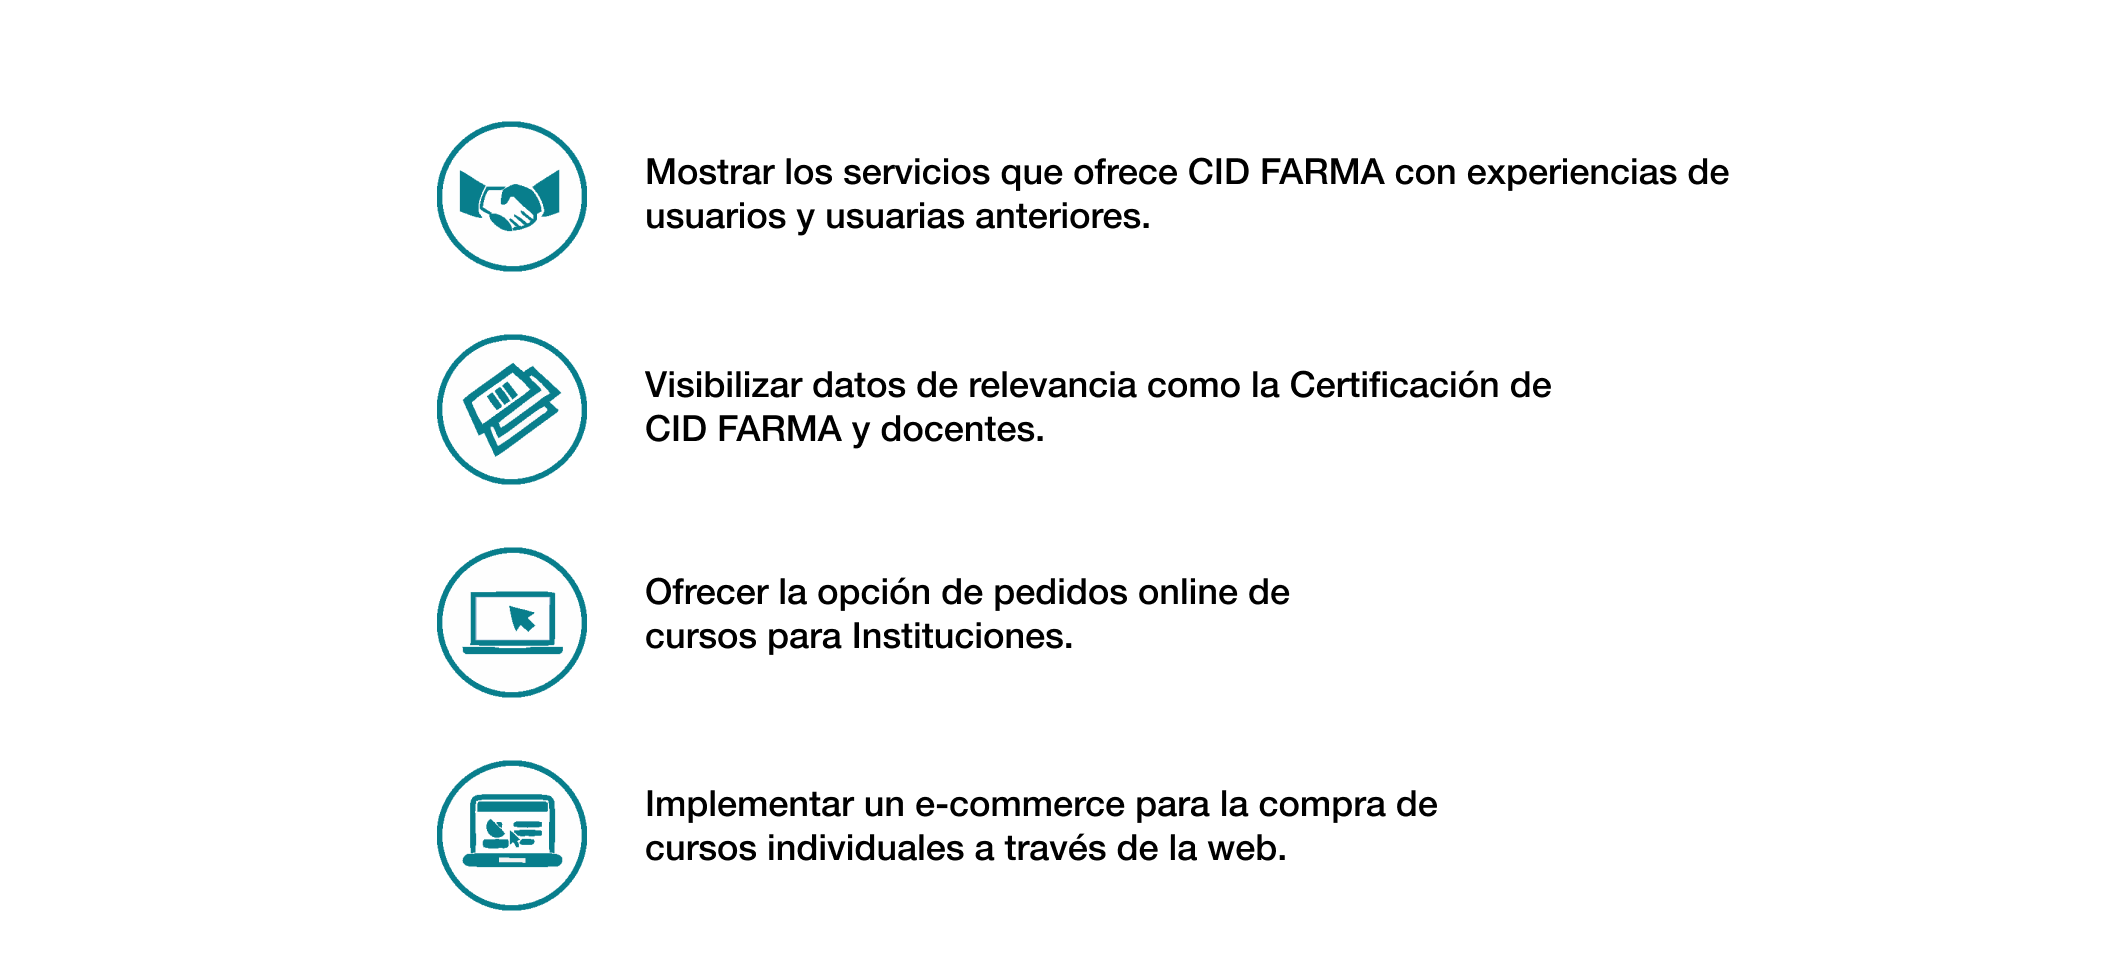 Mostrar los servicios que ofrece CID FARMA con experiencias de
usuarios y usuarias anteriores.
Visibilizar datos de relevancia como la Certificación de
CID FARMA y docentes.
Ofrecer la opción de pedidos online de
cursos para Instituciones.
Implementar un e-commerce para la compra de
cursos individuales a través de la web.